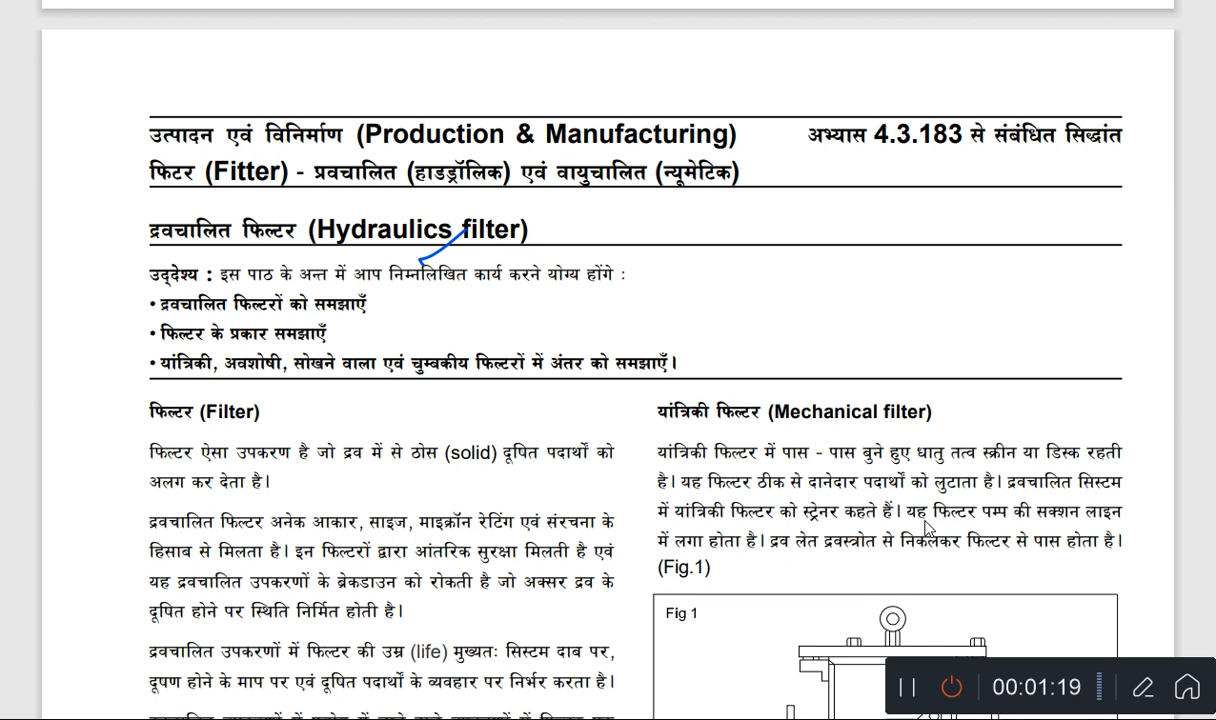 उत्पादन एवं विनिर्माण (Production & Manufacturing) अभ्यास 4.3.183 से संबंधित सिद्धांत
फिटर (Fitter) - प्रवचालित (हाडड्रॉलिक) एवं वायुचालित (न्यूमेटिक)
द्रवचालित फिल्टर (Hydraulics filter)
उद्देश्य : इस पाठ के अन्त में आप निम्नलिखित कार्य करने योग्य होंगे :
• द्रवचालित फिल्टरों को समझाएँ
• फिल्टर के प्रकार समझाएँ
• यांत्रिकी, अवशोषी, सोखने वाला एवं चुम्बकीय फिल्टरों में अंतर को समझाएँ।
फिल्टर (Filter)
फिल्टर ऐसा उपकरण है जो द्रव में से ठोस (solid) दूषित पदार्थों को
अलग कर देता है।
द्रवचालित फिल्टर अनेक आकार, साइज, माइक्रॉन रेटिंग एवं संरचना के
हिसाब से मिलता है। इन फिल्टरों द्वारा आंतरिक सुरक्षा मिलती है एवं
यह द्रवचालित उपकरणों के ब्रेकडाउन को रोकती है जो अक्सर द्रव के
दूषित होने पर स्थिति निर्मित होती है।
द्रवचालित उपकरणों में फिल्टर की उम्र (life) मुख्यतः सिस्टम दाब पर,
दूषण होने के माप पर एवं दूषित पदार्थों के व्यवहार पर निर्भर करता है।
यांत्रिकी फिल्टर (Mechanical filter)
यांत्रिकी फिल्टर में पास - पास बुने हुए धातु तत्व स्क्रीन या डिस्क रहती
है। यह फिल्टर ठीक से दानेदार पदार्थों को लुटाता है। द्रवचालित सिस्टम
में यांत्रिकी फिल्टर को स्ट्रेनर कहते हैं। यह फिल्टर पम्प की सक्शन लाइन
में लगा होता है। द्रव लेत द्रवस्त्रोत से निकलकर फिल्टर से पास होता है।
(Fig.1)
Fig 1
00:01:19